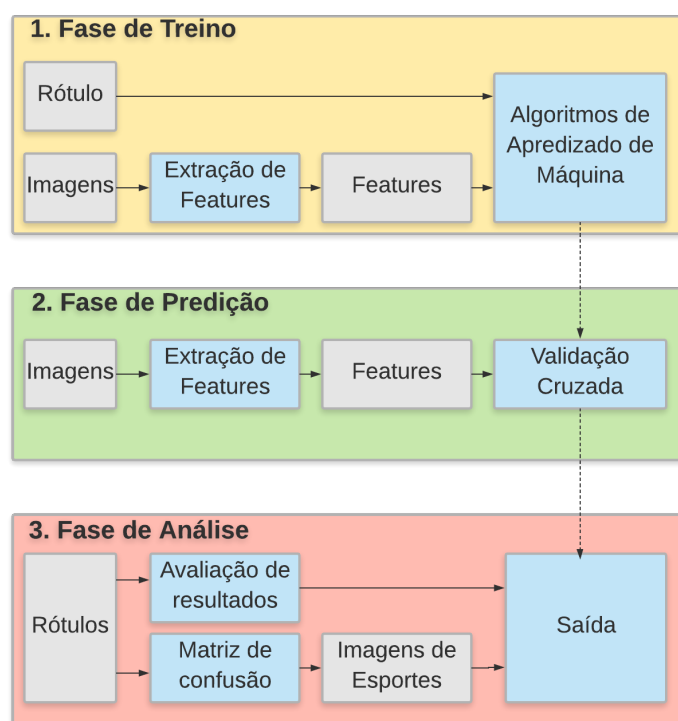 1. Fase de Treino
Rótulo
Algoritmos de
Apredizado de
Máquina
Imagens
Extração de
Features
Features
2. Fase de Predição
Imagens
Extração de
Features
Features
Validação
Cruzada
3. Fase de Análise
Rótulos
Avaliação de
resultados
Matriz de
confusão
Imagens de
Esportes
Saída